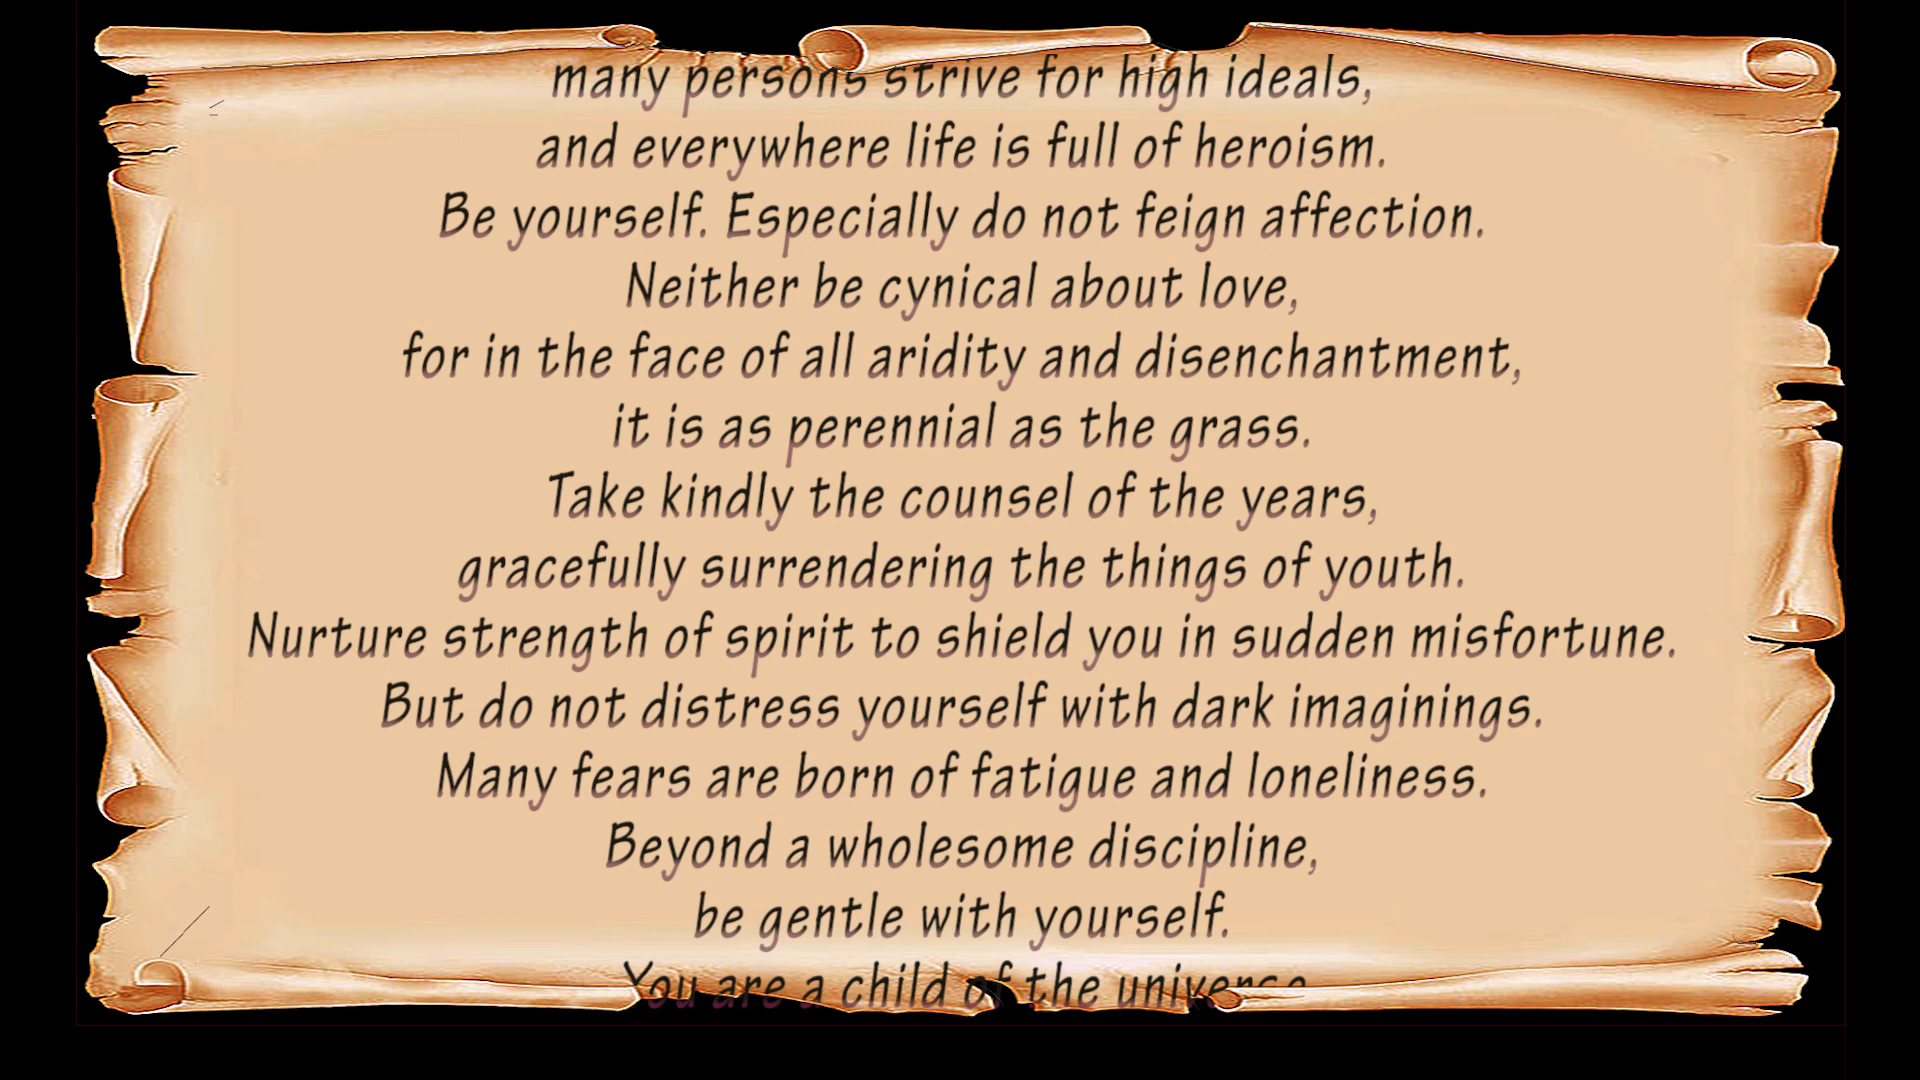 many persons strive for high ideals,
and everywhere life is full of heroism.
Be yourself. Especially do not feign affection.
Neither be cynical about love,
for in the face of all aridity and disenchantment,
it is as perennial as the grass.
Take kindly the counsel of the years,
gracefully surrendering the things of youth.
Nurture strength of spirit to shield you in sudden misfortune.
But do not distress yourself with dark imaginings.
Many fears are born of fatigue and loneliness.
Beyond a wholesome discipline,
be gentle with yourself.
You are a child of the universe